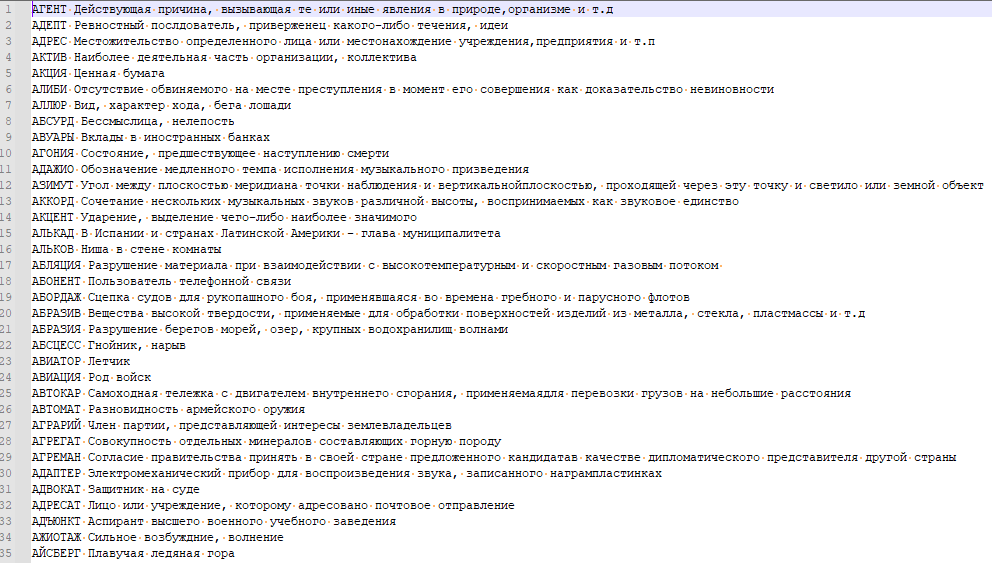 1 АГЕНТ Действующая причина, вызывающая те или иные явления в природе,организме и т.д
2 АДЕПТ Ревностный послдователь, приверженец какого-либо течения, идеи
3 АДРЕС Местожительство определенного лица или местонахождение учреждения,предприятия и т.п
4 АКТИВ Наиболее деятельная часть организации, коллектива
5 АКЦИЯ Ценная бумага
6 АЛИБИ Отсутствие обвиняемого на месте преступления в момент его совершения как доказательство невиновности
7 АЛЛЮР Вид, характер хода, бега лошади
8 АБСУРД Бессмыслица, нелепость
9 АВУАРЫ Вклады в иностранных банках
10 АГОНИЯ Состояние, предшествующее наступлению смерти
11 АДАЖИО Обозначение медленного темпа исполнения музыкального призведения
12 АЗИМУТ Угол между плоскостью меридиана точки наблюдения и вертикальнойплоскостью, проходящей через эту точку и светило или земной объект
13 АККОРД Сочетание нескольких музыкальных звуков различной высоты, воспринимаемых как звуковое единство
14 АКЦЕНТ Ударение, выделение чего-либо наиболее значимого
15 АЛЬКАД В Испании и странах Латинской Америки - глава муниципалитета
16 АЛЬКОВ Ниша в стене комнаты
17 АБЛЯЦИЯ Разрушение материала при взаимодействии с высокотемпературным и скоростным газовым потоком
18 АБОНЕНТ Пользователь телефонной связи
19 АБОРДАЖ Сцепка судов для рукопашного боя, применявшаяся во времена гребного и парусного флотов
20 АБРАЗИВ Вещества высокой твердости, применяемые для обработки поверхностей изделий из металла, стекла, пластмассы и т.д
21 АБРАЗИЯ Разрушение берегов морей, озер, крупных водохранилищ волнами
22 АБСЦЕСС Гнойник, нарыв
23 АВИАТОР Летчик
24 АВИАЦИЯ Род войск
25 АВТОКАР Самоходная тележка с двигателем внутреннего сгорания, применяемаядля перевозки грузов на небольшие расстояния
26 АВТОМАТ Разновидность армейского оружия
27 АГРАРИЙ Член партии, представляющей интересы землевладельцев
28 АГРЕГАТ Совокупность отдельных минералов составляющих горную породу
29 АГРЕМАН Согласие правительства принять в своей стране предложенного кандидатав качестве дипломатического представителя другой страны
30 АДАПТЕР Электромеханический прибор для воспроизведения звука, записанного награмпластинках
31 АДВОКАТ Защитник на суде
32 АДРЕСАТ Лицо или учреждение, которому адресовано почтовое отправление
33 АДЪЮНКТ Аспирант высшего военного учебного заведения
34 АЖИОТАЖ Сильное возбуждние, волнение
35 АЙСБЕРГ Плавучая ледяная гора